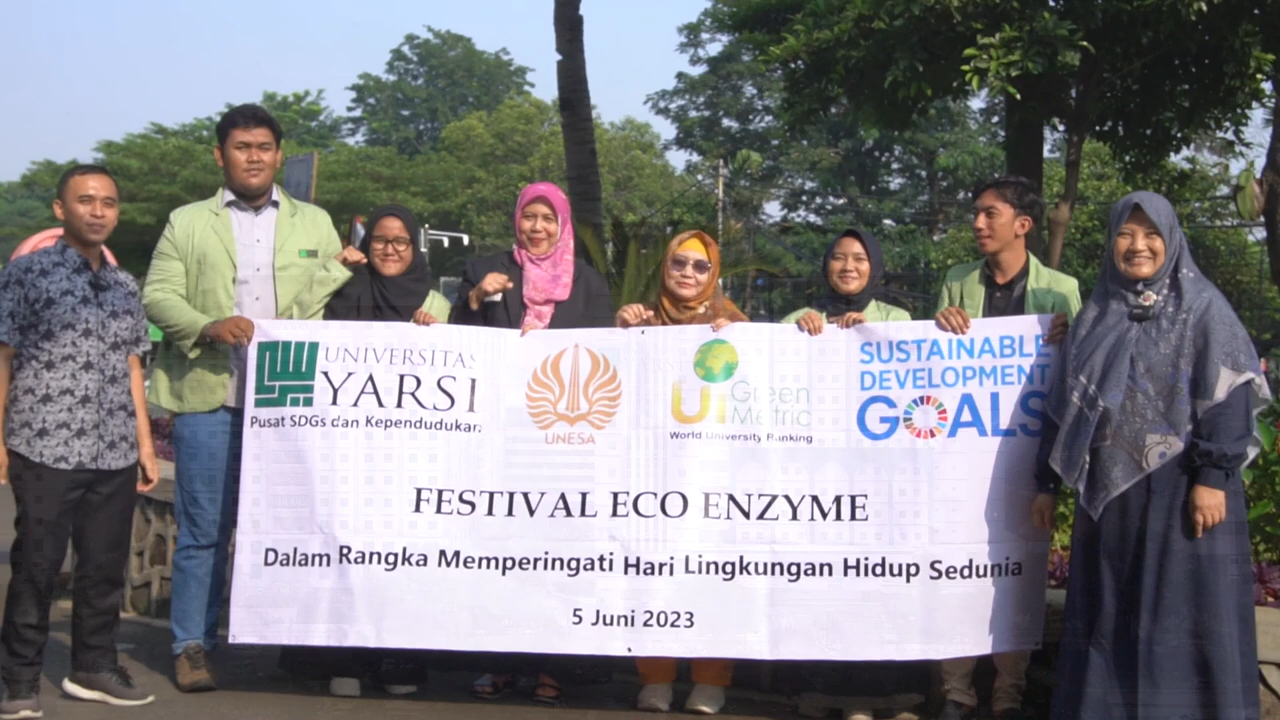 UNIVERSITAS
YARSI
Pusat SDGs dan Kependudukan
UNESA
UI
Green
Metric
World University Ranking
SUSTAINABLE
DEVELOPMENT
GOALS
FESTIVAL ECO ENZYME
Dalam Rangka Memperingati Hari Lingkungan Hidup Sedunia
5 Juni 2023